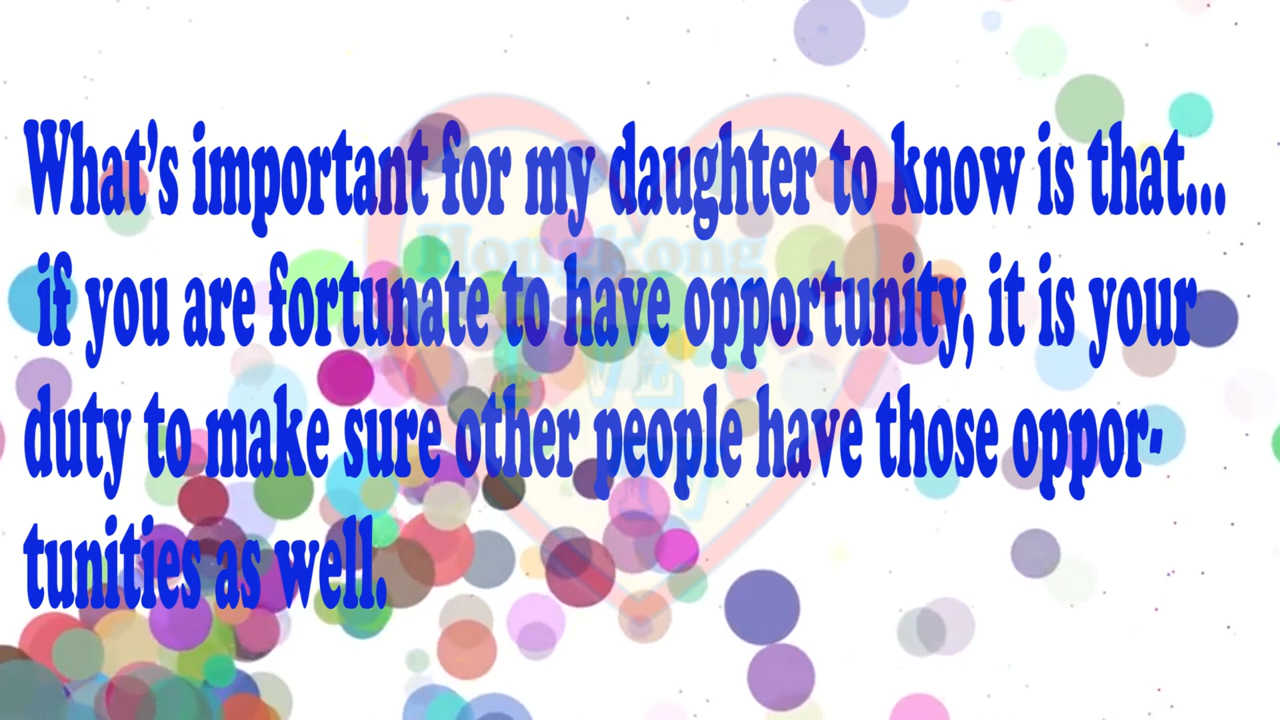 What's important for my daughter to know is that...
if you are fortunate to have opportunity, it is your
duty to make sure other people have those oppor-
tunities as well.
HongKong